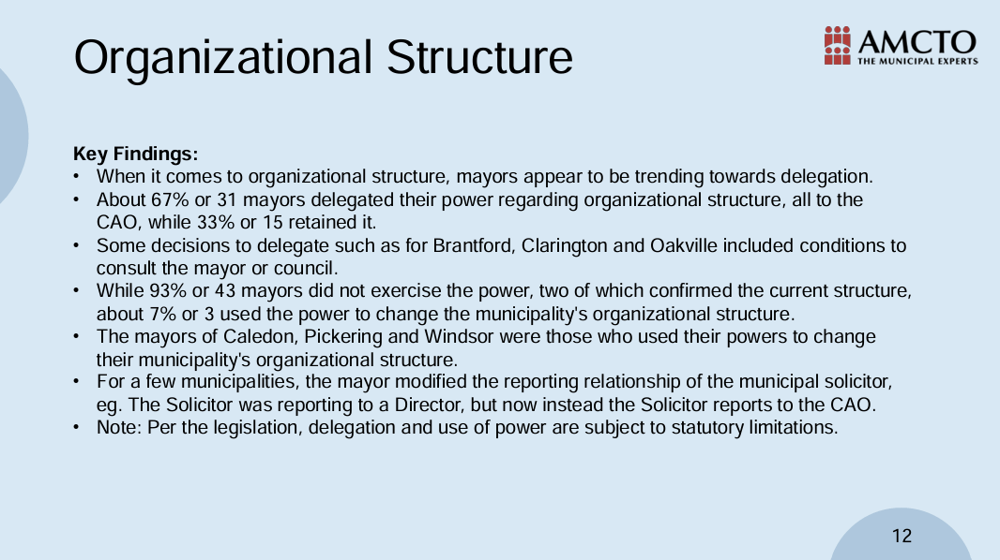 Organizational Structure
AMCTO
THE MUNICIPAL EXPERTS
Key Findings:
• When it comes to organizational structure, mayors appear to be trending towards delegation.
• About 67% or 31 mayors delegated their power regarding organizational structure, all to the
CAO, while 33% or 15 retained it.
• Some decisions to delegate such as for Brantford, Clarington and Oakville included conditions to
consult the mayor or council.
• While 93% or 43 mayors did not exercise the power, two of which confirmed the current structure,
about 7% or 3 used the power to change the municipality's organizational structure.
• The mayors of Caledon, Pickering and Windsor were those who used their powers to change
their municipality's organizational structure.
• For a few municipalities, the mayor modified the reporting relationship of the municipal solicitor,
eg. The Solicitor was reporting to a Director, but now instead the Solicitor reports to the CAO.
• Note: Per the legislation, delegation and use of power are subject to statutory limitations.
12